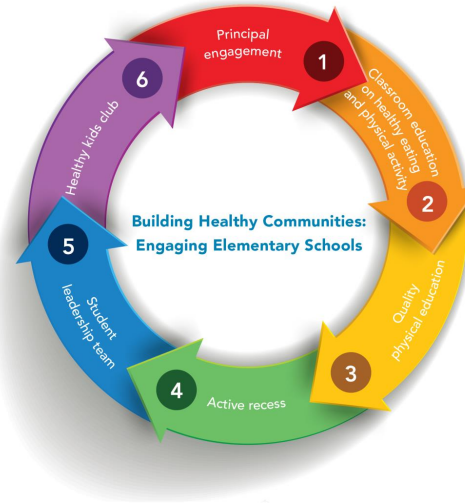 Principal
engagement
1
Classroom education
on healthy eating
and physical activity
2
Quality
physical education
3
Active recess
4
Student
leadership team
5
Healthy kids club
6
Building Healthy Communities:
Engaging Elementary Schools